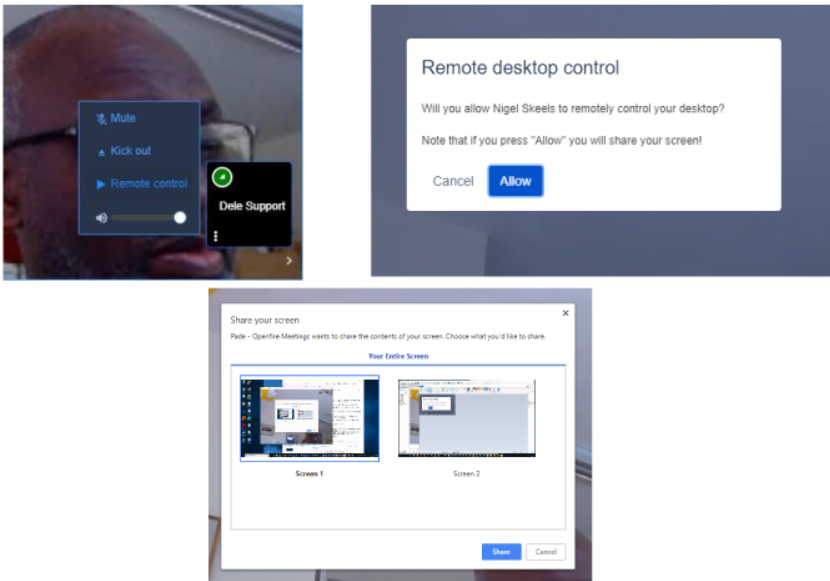 Mute
Kick out
Remote control
Dele Support
Remote desktop control
Will you allow Nigel Skeels to remotely control your desktop?
Note that if you press "Allow" you will share your screen!
Cancel
Allow
Share your screen
Pade - Openfire Meetings wants to share the contents of your screen. Choose what you'd like to share.
Your Entire Screen
Screen 1
Screen 2
Share
Cancel